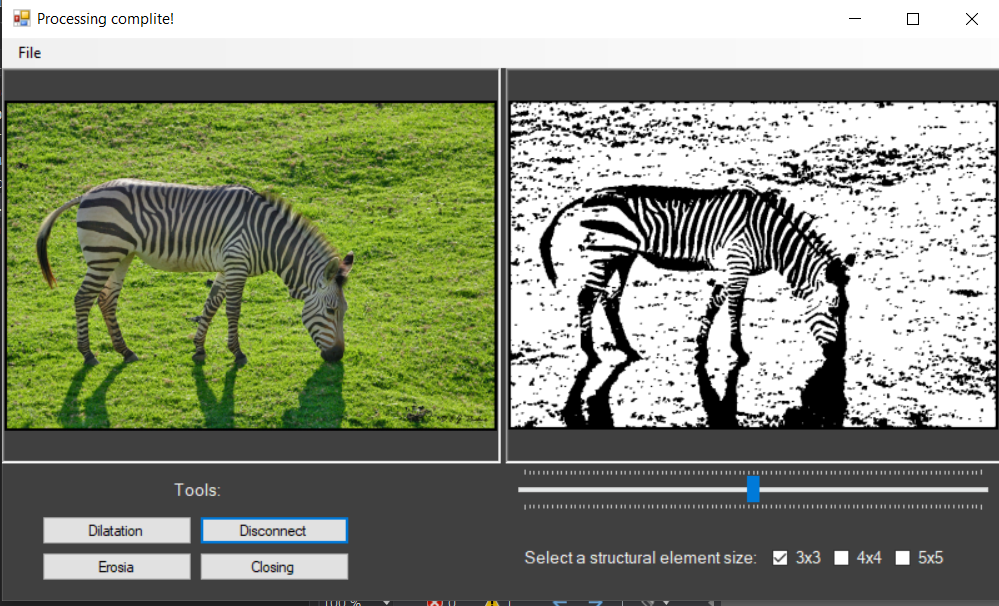 Processing complite!
File
Tools:
Dilatation
Disconnect
Erosia
Closing
Select a structural element size:
3x3
4x4
5x5